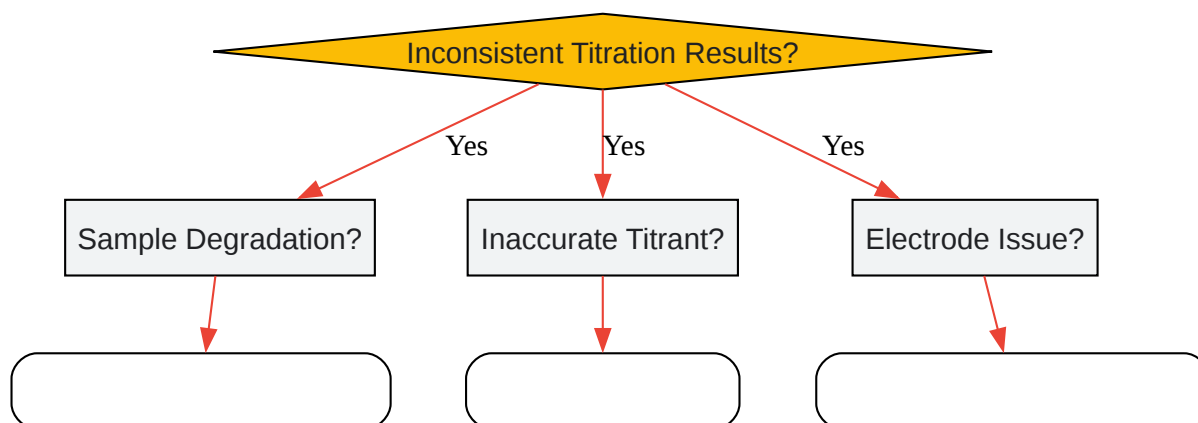 Inconsistent Titration Results?
Yes
Yes
Yes
Sample Degradation?
Inaccurate Titrant?
Electrode Issue?